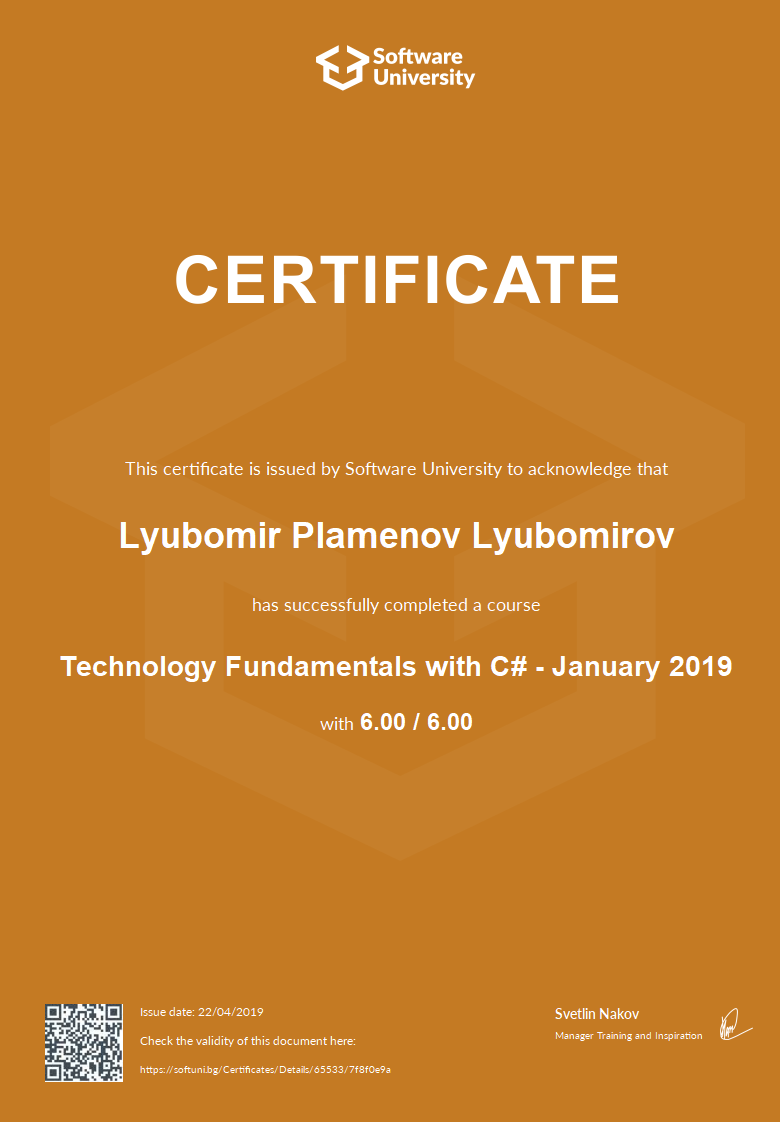 Software
University
CERTIFICATE
This certificate is issued by Software University to acknowledge that
Lyubomir Plamenov Lyubomirov
has successfully completed a course
Technology Fundamentals with C# - January 2019
with 6.00 / 6.00
Issue date: 22/04/2019
Check the validity of this document here:
https://softuni.bg/Certificates/Details/65533/7f8f0e9a
Svetlin Nakov
Manager Training and Inspiration